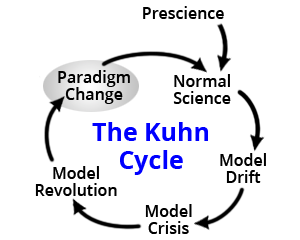 Prescience
Paradigm
Change
Normal
Science
The Kuhn
Cycle
Model
Drift
Model
Revolution
Model
Crisis